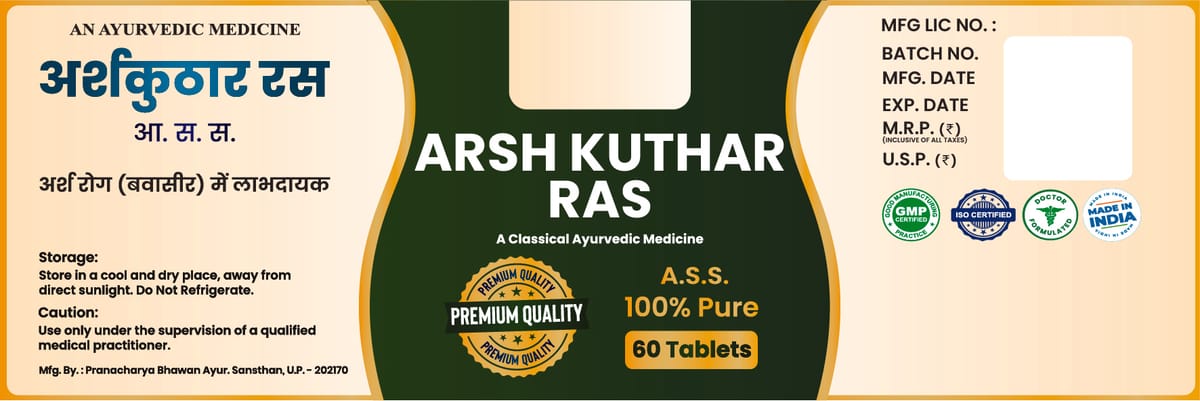 AN AYURVEDIC MEDICINE
अर्शकुठार रस
आ. स. स.
अर्श रोग (बवासीर) में लाभदायक
Storage:
Store in a cool and dry place, away from
direct sunlight. Do Not Refrigerate.
Caution:
Use only under the supervision of a qualified
medical practitioner.
Mfg. By. : Pranacharya Bhawan Ayur. Sansthan, U.P. - 202170
ARSH KUTHAR
RAS
A Classical Ayurvedic Medicine
PREMIUM QUALITY
PREMIUM QUALITY
PREMIUM QUALITY
A.S.S.
100% Pure
60 Tablets
MFG LIC NO. :
BATCH NO.
MFG. DATE
EXP. DATE
M.R.P. (₹)
(INCLUSIVE OF ALL TAXES)
U.S.P. (₹)
GOOD MANUFACTURING
GMP
CERTIFIED
PRACTICE
ISO CERTIFIED
DOCTOR
FORMULATED
MADE IN INDIA
MADE IN
INDIA